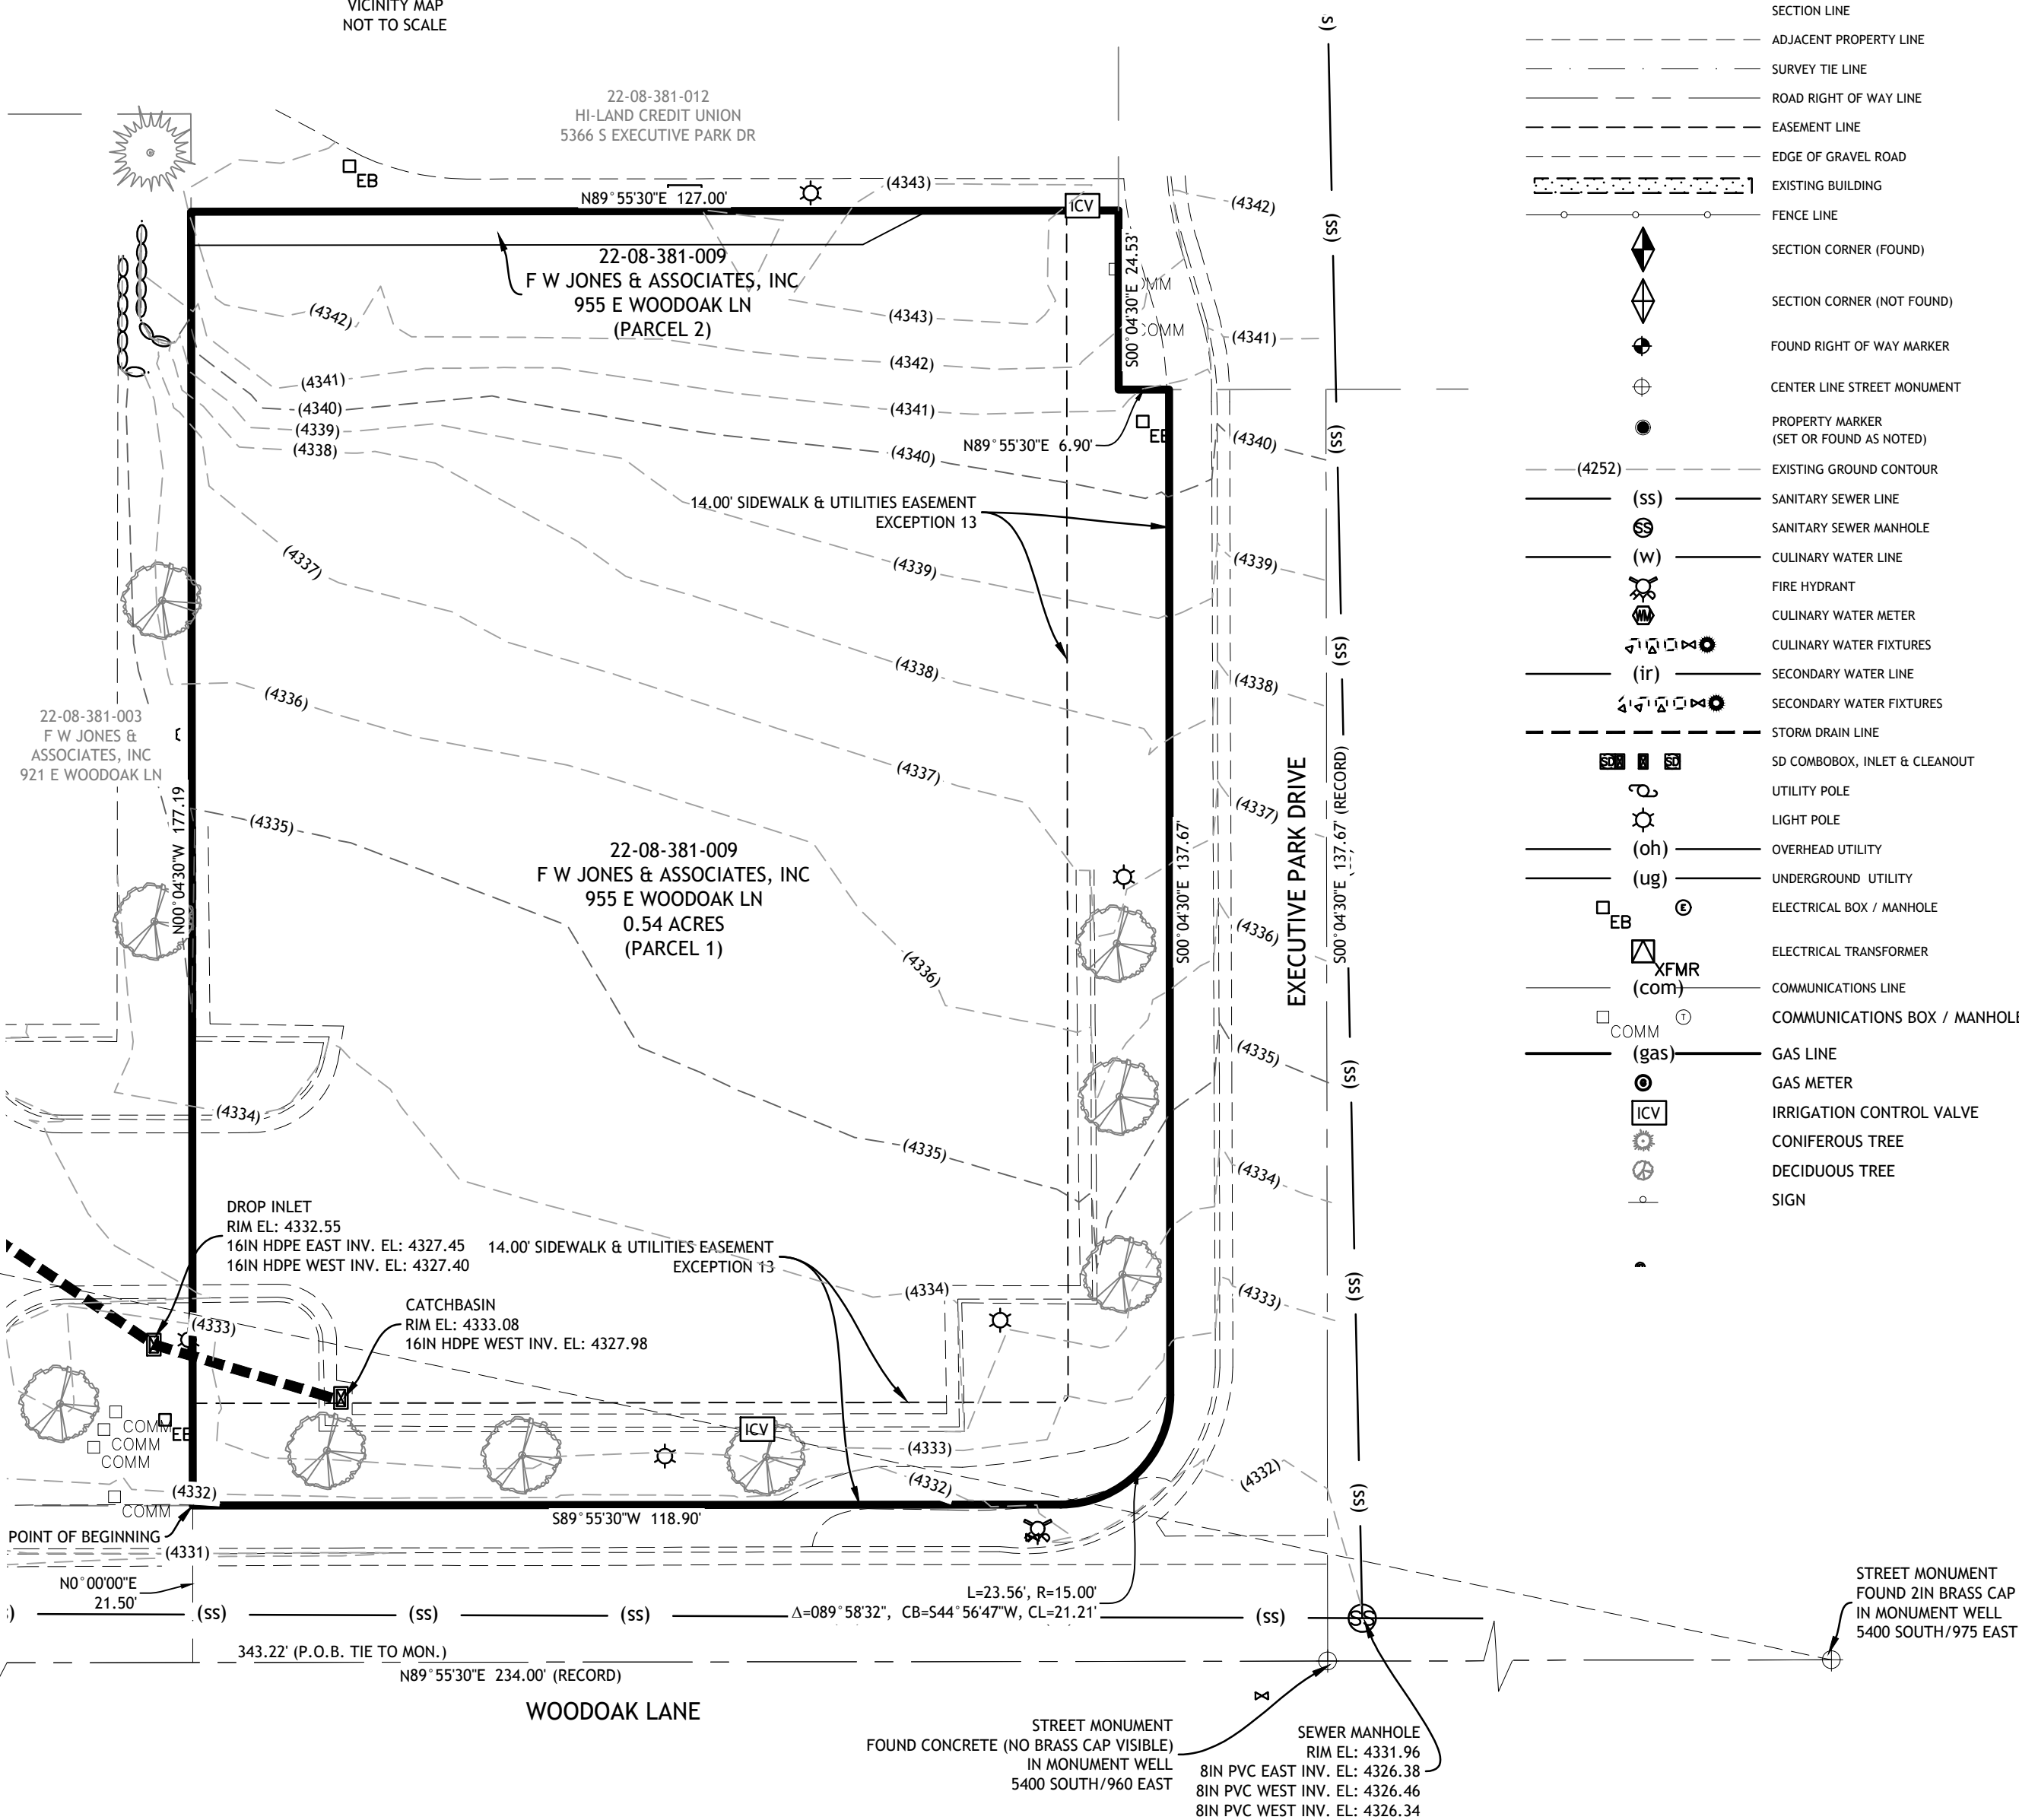 VICINITY MAP
NOT TO SCALE
22-08-381-012
HI-LAND CREDIT UNION
5366 S EXECUTIVE PARK DR
EB
N89°55'30"E 127.00'
(4343)
ICV
(4342)
22-08-381-009
F W JONES & ASSOCIATES, INC
955 E WOODOAK LN
(PARCEL 2)
S00°04'30"E 24.53'
COMM
(4342)
(4343)
(4341)
(4342)
(4341)
(4340)
(4339)
(4338)
(4341)
(4340)
N89°55'30"E 6.90'
EB
(4340)
14.00' SIDEWALK & UTILITIES EASEMENT
EXCEPTION 13
(4337)
(4339)
(4339)
(4336)
(4338)
(4338)
22-08-381-003
F W JONES &
ASSOCIATES, INC
921 E WOODOAK LN
N00°04'30"W 177.19
(4337)
(4337)
(4335)
22-08-381-009
F W JONES & ASSOCIATES, INC
955 E WOODOAK LN
0.54 ACRES
(PARCEL 1)
S00°04'30"E 137.67'
EXECUTIVE PARK DRIVE
S00°04'30"E 137.67' (RECORD)
(4336)
(4336)
(4335)
(4334)
(4335)
(4334)
DROP INLET
RIM EL: 4332.55
16IN HDPE EAST INV. EL: 4327.45
16IN HDPE WEST INV. EL: 4327.40
14.00' SIDEWALK & UTILITIES EASEMENT
EXCEPTION 13
(4334)
(4333)
(4333)
CATCHBASIN
RIM EL: 4333.08
16IN HDPE WEST INV. EL: 4327.98
ICV
(4333)
COMM
COMM
COMM
EB
(4332)
(4332)
(4332)
COMM
POINT OF BEGINNING
S89°55'30"W 118.90'
(4331)
N0°00'00"E
21.50'
L=23.56', R=15.00'
Δ=089°58'32", CB=S44°56'47"W, CL=21.21'
(ss)
(ss)
(ss)
(ss)
(ss)
(ss)
(ss)
(ss)
(ss)
(ss)
(ss)
SS
343.22' (P.O.B. TIE TO MON.)
N89°55'30"E 234.00' (RECORD)
WOODOAK LANE
STREET MONUMENT
FOUND CONCRETE (NO BRASS CAP VISIBLE)
IN MONUMENT WELL
5400 SOUTH/960 EAST
SEWER MANHOLE
RIM EL: 4331.96
8IN PVC EAST INV. EL: 4326.38
8IN PVC WEST INV. EL: 4326.46
8IN PVC WEST INV. EL: 4326.34
STREET MONUMENT
FOUND 2IN BRASS CAP
IN MONUMENT WELL
5400 SOUTH/975 EAST
SECTION LINE
ADJACENT PROPERTY LINE
SURVEY TIE LINE
ROAD RIGHT OF WAY LINE
EASEMENT LINE
EDGE OF GRAVEL ROAD
EXISTING BUILDING
FENCE LINE
SECTION CORNER (FOUND)
SECTION CORNER (NOT FOUND)
FOUND RIGHT OF WAY MARKER
CENTER LINE STREET MONUMENT
PROPERTY MARKER
(SET OR FOUND AS NOTED)
(4252) EXISTING GROUND CONTOUR
(ss) SANITARY SEWER LINE
SS SANITARY SEWER MANHOLE
(w) CULINARY WATER LINE
FIRE HYDRANT
WM CULINARY WATER METER
CULINARY WATER FIXTURES
(ir) SECONDARY WATER LINE
SECONDARY WATER FIXTURES
STORM DRAIN LINE
SD SD SD COMBOBOX, INLET & CLEANOUT
UTILITY POLE
LIGHT POLE
(oh) OVERHEAD UTILITY
(ug) UNDERGROUND UTILITY
EB E ELECTRICAL BOX / MANHOLE
XFMR ELECTRICAL TRANSFORMER
(com) COMMUNICATIONS LINE
COMM T COMMUNICATIONS BOX / MANHOLE
(gas) GAS LINE
GAS METER
ICV IRRIGATION CONTROL VALVE
CONIFEROUS TREE
DECIDUOUS TREE
SIGN